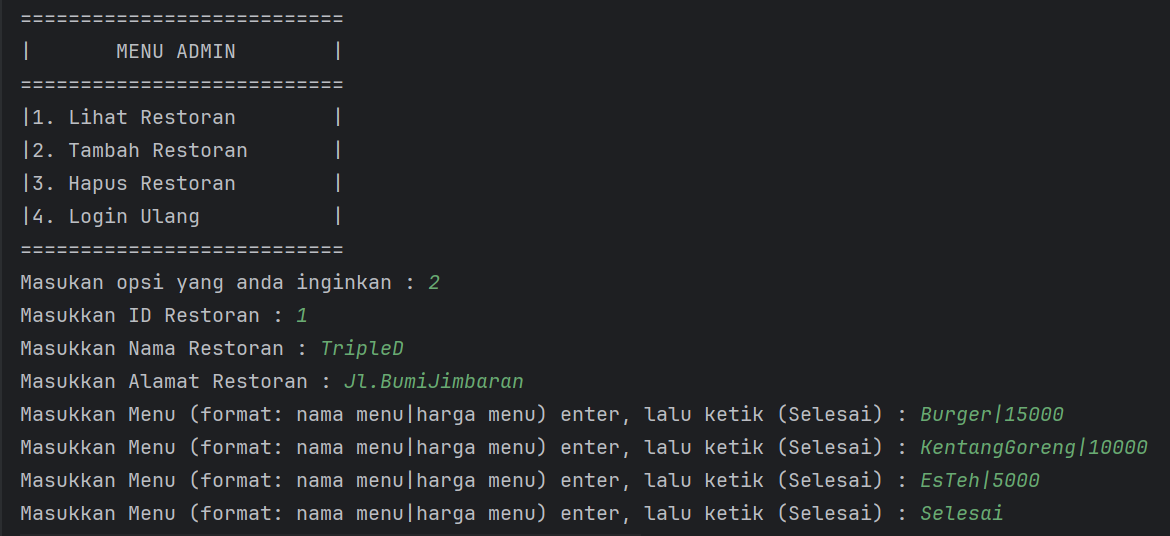 ===========================
|       MENU ADMIN        |
===========================
|1. Lihat Restoran        |
|2. Tambah Restoran       |
|3. Hapus Restoran        |
|4. Login Ulang           |
===========================
Masukan opsi yang anda inginkan : 2
Masukkan ID Restoran : 1
Masukkan Nama Restoran : TripleD
Masukkan Alamat Restoran : Jl.BumiJimbaran
Masukkan Menu (format: nama menu|harga menu) enter, lalu ketik (Selesai) : Burger|15000
Masukkan Menu (format: nama menu|harga menu) enter, lalu ketik (Selesai) : KentangGoreng|10000
Masukkan Menu (format: nama menu|harga menu) enter, lalu ketik (Selesai) : EsTeh|5000
Masukkan Menu (format: nama menu|harga menu) enter, lalu ketik (Selesai) : Selesai